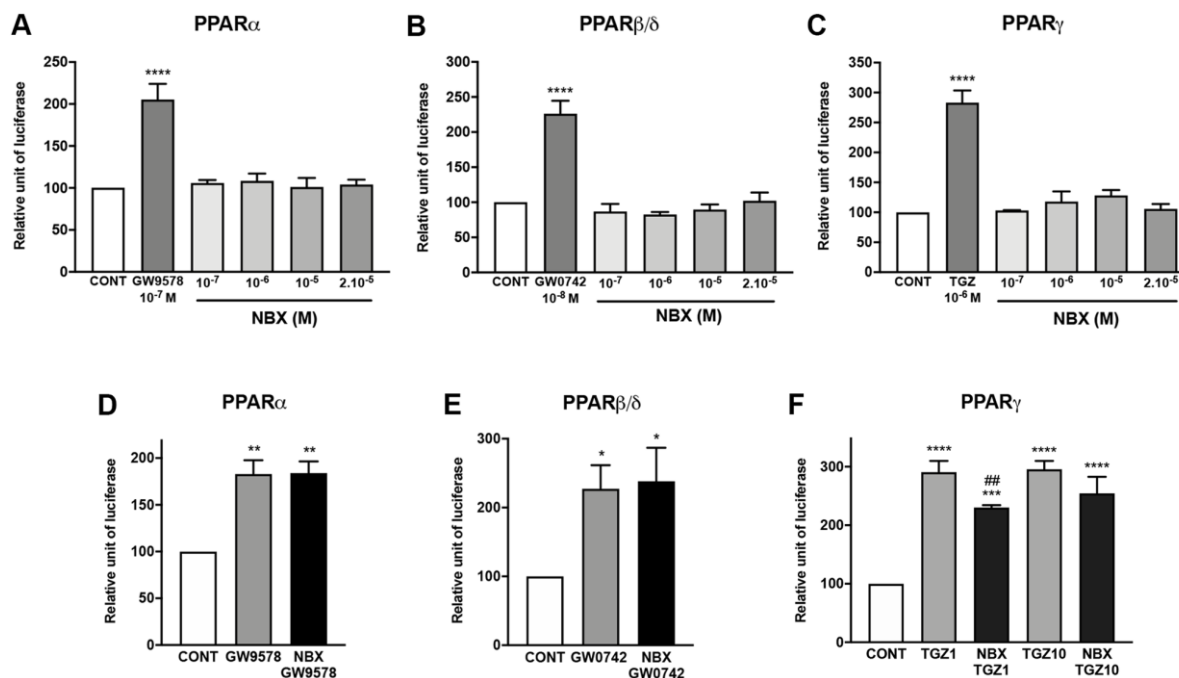 A
PPARα
Relative unit of luciferase
250
200
150
100
50
0
****
CONT GW9578 10⁻⁷ 10⁻⁶ 10⁻⁵ 2.10⁻⁵
10⁻⁷ M
NBX (M)
B
PPARβ/δ
Relative unit of luciferase
300
250
200
150
100
50
0
****
CONT GW0742 10⁻⁷ 10⁻⁶ 10⁻⁵ 2.10⁻⁵
10⁻⁸ M
NBX (M)
C
PPARγ
Relative unit of luciferase
350
300
250
200
150
100
50
0
****
CONT TGZ 10⁻⁷ 10⁻⁶ 10⁻⁵ 2.10⁻⁵
10⁻⁶ M
NBX (M)
D
PPARα
Relative unit of luciferase
200
150
100
50
0
** **
CONT GW9578 NBX
GW9578
E
PPARβ/δ
Relative unit of luciferase
300
200
100
0
* *
CONT GW0742 NBX
GW0742
F
PPARγ
Relative unit of luciferase
300
200
100
0
**** **** ****
##
***
CONT TGZ1 NBX TGZ10 NBX
TGZ1 TGZ10